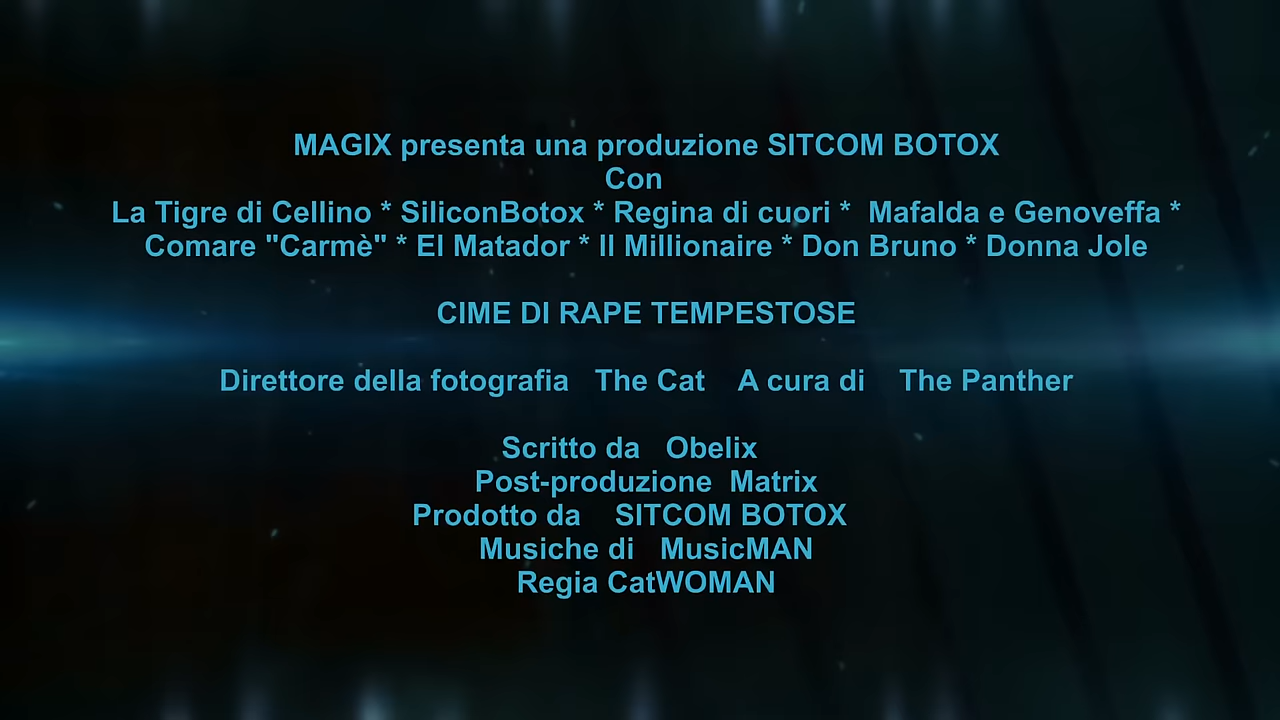 MAGIX presenta una produzione SITCOM BOTOX
Con
La Tigre di Cellino * SiliconBotox * Regina di cuori * Mafalda e Genoveffa *
Comare "Carmè" * El Matador * Il Millionaire * Don Bruno * Donna Jole
CIME DI RAPE TEMPESTOSE
Direttore della fotografia The Cat A cura di The Panther
Scritto da Obelix
Post-produzione Matrix
Prodotto da SITCOM BOTOX
Musiche di MusicMAN
Regia CatWOMAN